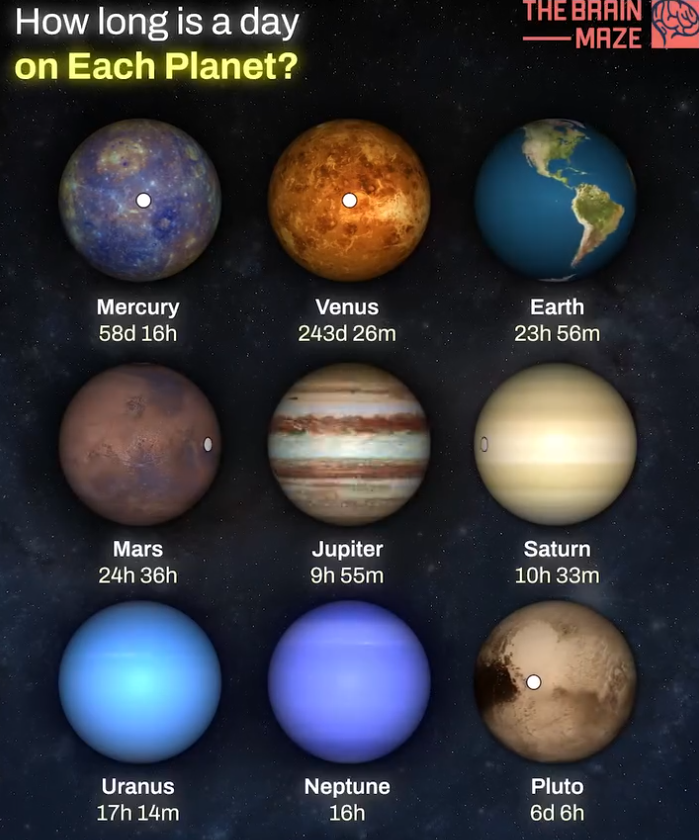 How long is a day
on Each Planet?
THE BRAIN
MAZE
Mercury
58d 16h
Venus
243d 26m
Earth
23h 56m
Mars
24h 36h
Jupiter
9h 55m
Saturn
10h 33m
Uranus
17h 14m
Neptune
16h
Pluto
6d 6h